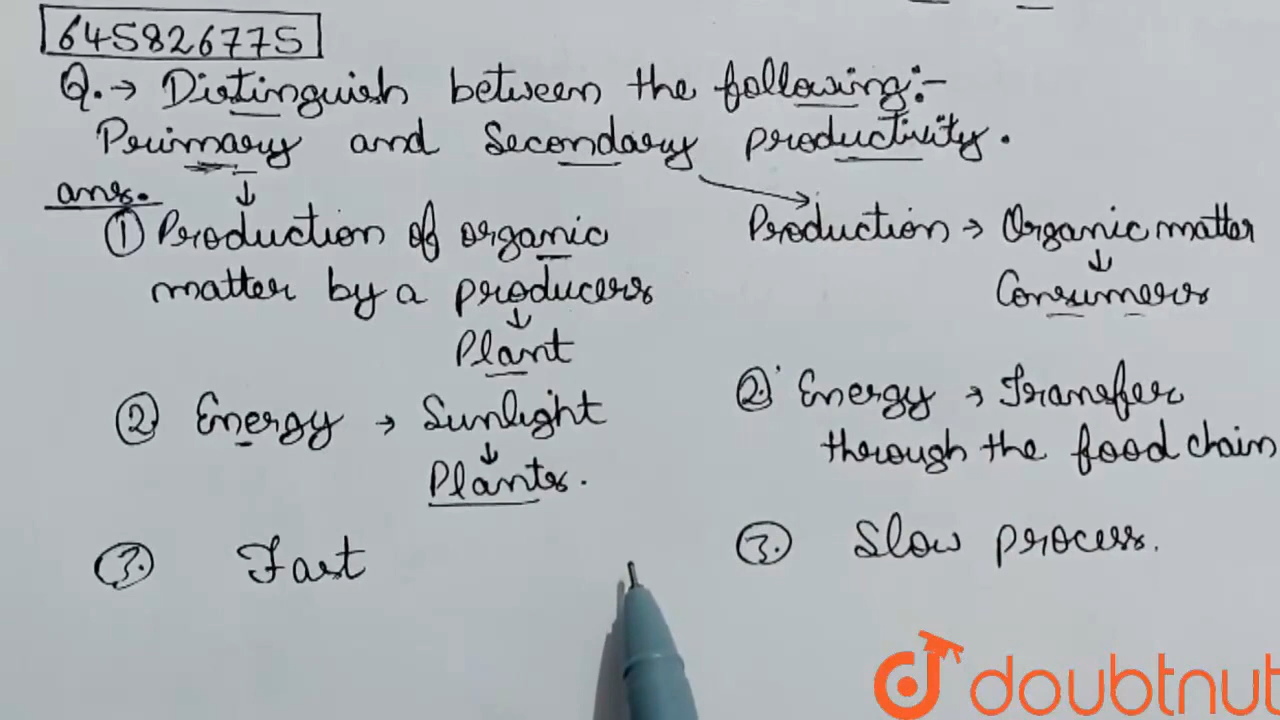 645826775
Q.→ Distinguish between the following:-
Primary and Secondary productivity.
ans.
① Production of organic
matter by a producers
↓
Plant
② Energy → Sunlight
↓
Plants.
③. Fast
Production → Organic matter
↓
Consumers
②. Energy → Transfer
through the food chain
③. Slow process.
doubtnut